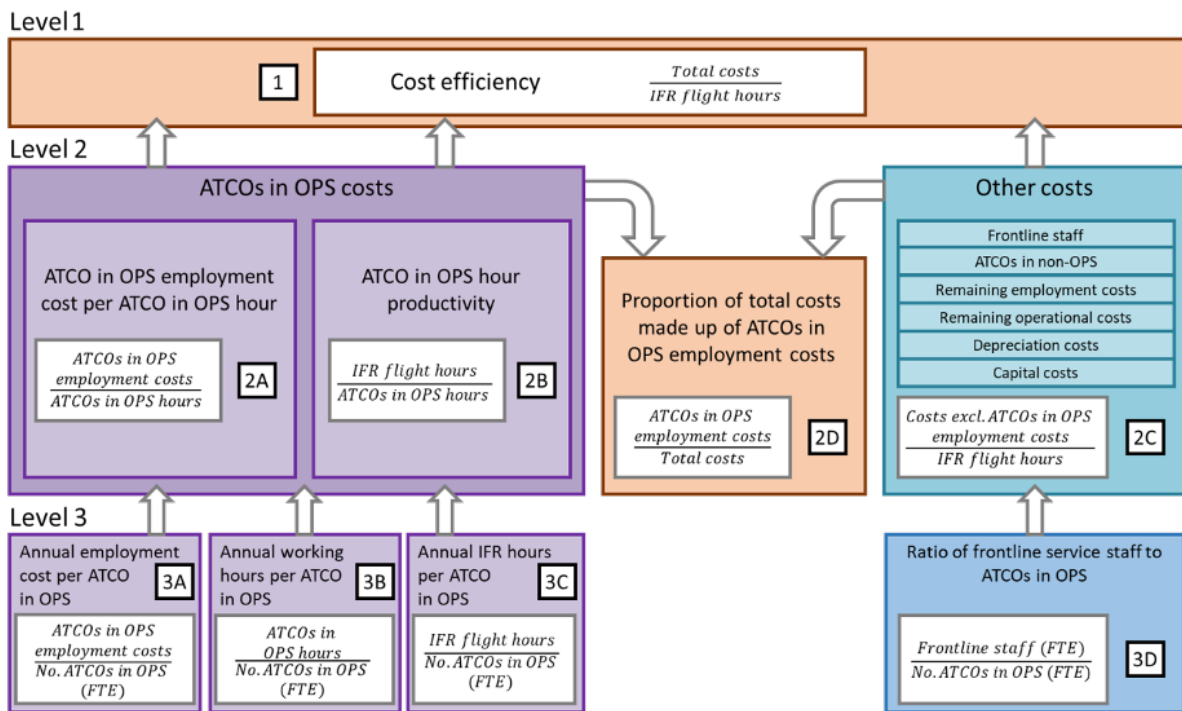 Level 1
1
Cost efficiency
Total costs
IFR flight hours
Level 2
ATCOs in OPS costs
ATCO in OPS employment
cost per ATCO in OPS hour
ATCOs in OPS
employment costs
ATCOs in OPS hours
2A
ATCO in OPS hour
productivity
IFR flight hours
ATCOs in OPS hours
2B
Proportion of total costs
made up of ATCOs in
OPS employment costs
ATCOs in OPS
employment costs
Total costs
2D
Other costs
Frontline staff
ATCOs in non-OPS
Remaining employment costs
Remaining operational costs
Depreciation costs
Capital costs
Costs excl. ATCOs in OPS
employment costs
IFR flight hours
2C
Level 3
Annual employment
cost per ATCO
in OPS
3A
ATCOs in OPS
employment costs
No. ATCOs in OPS
(FTE)
Annual working
hours per ATCO
in OPS
3B
ATCOs in
OPS hours
No. ATCOs in OPS
(FTE)
Annual IFR hours
per ATCO
in OPS
3C
IFR flight hours
No. ATCOs in OPS
(FTE)
Ratio of frontline service staff to
ATCOs in OPS
Frontline staff (FTE)
No. ATCOs in OPS (FTE)
3D